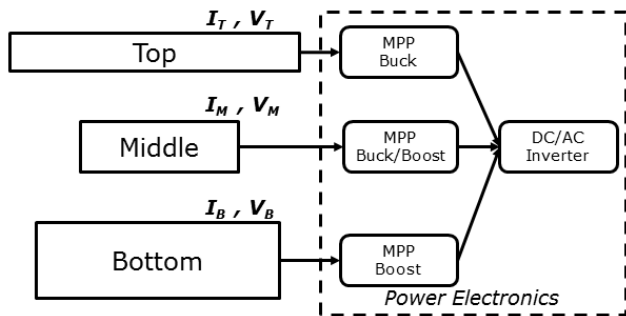 I_T , V_T
Top
MPP
Buck
I_M , V_M
Middle
MPP
Buck/Boost
DC/AC
Inverter
I_B , V_B
Bottom
MPP
Boost
Power Electronics